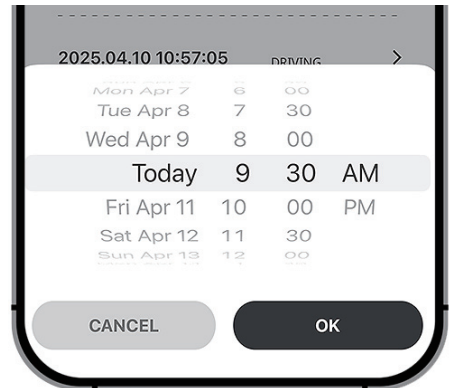 2025.04.10 10:57:05 DRIVING >
Mon Apr 7 6 00
Tue Apr 8 7 30
Wed Apr 9 8 00
Today 9 30 AM
Fri Apr 11 10 00 PM
Sat Apr 12 11 30
Sun Apr 13 12 00
CANCEL OK